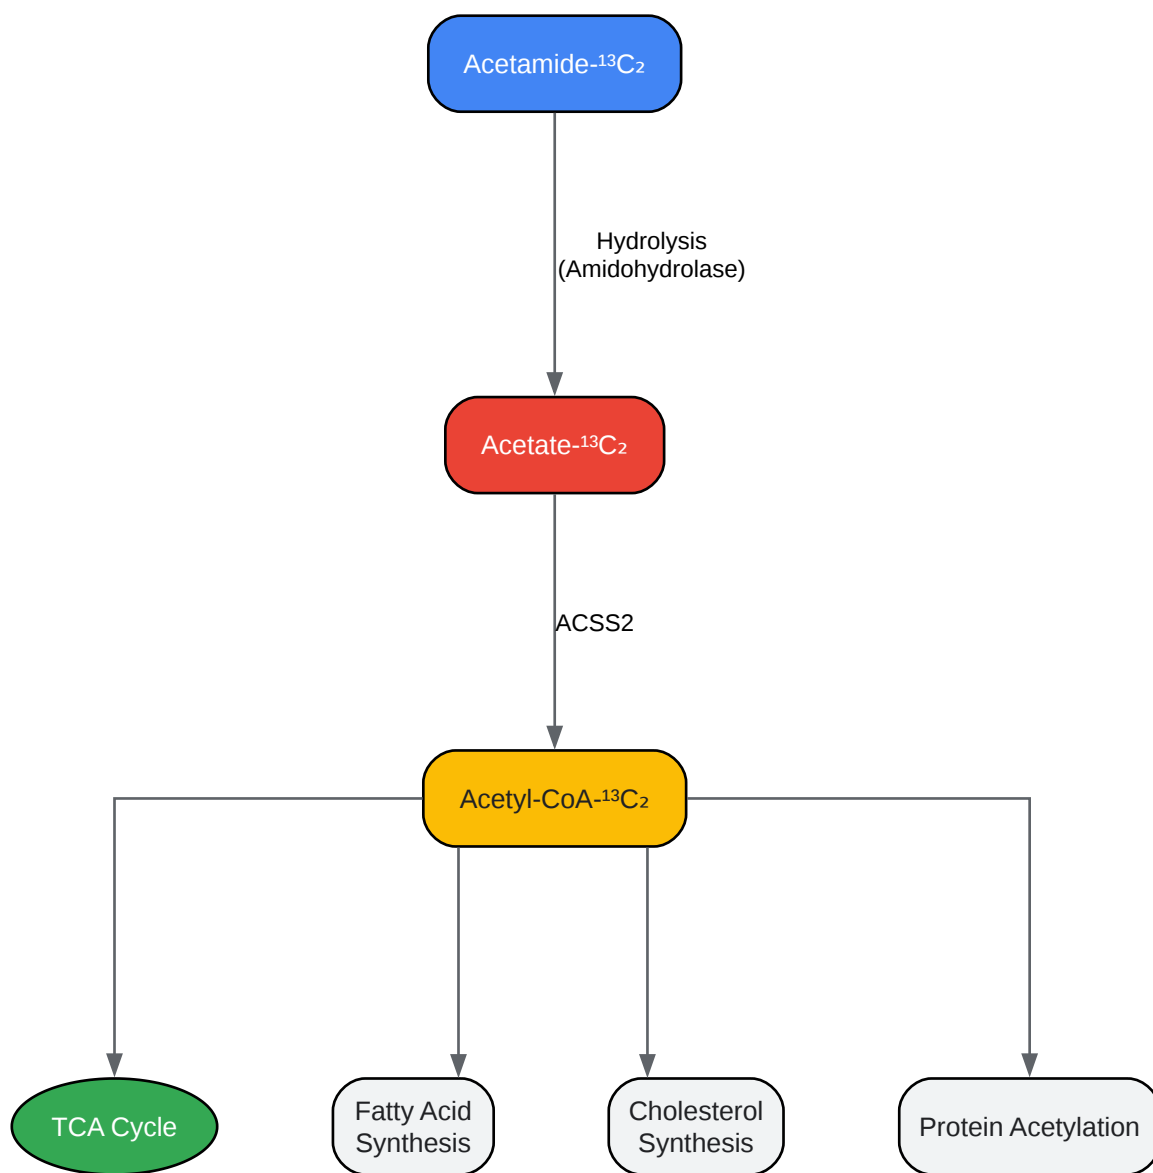 Acetamide-¹³C₂
Hydrolysis
(Amidohydrolase)
Acetate-¹³C₂
ACSS2
Acetyl-CoA-¹³C₂
TCA Cycle
Fatty Acid
Synthesis
Cholesterol
Synthesis
Protein Acetylation